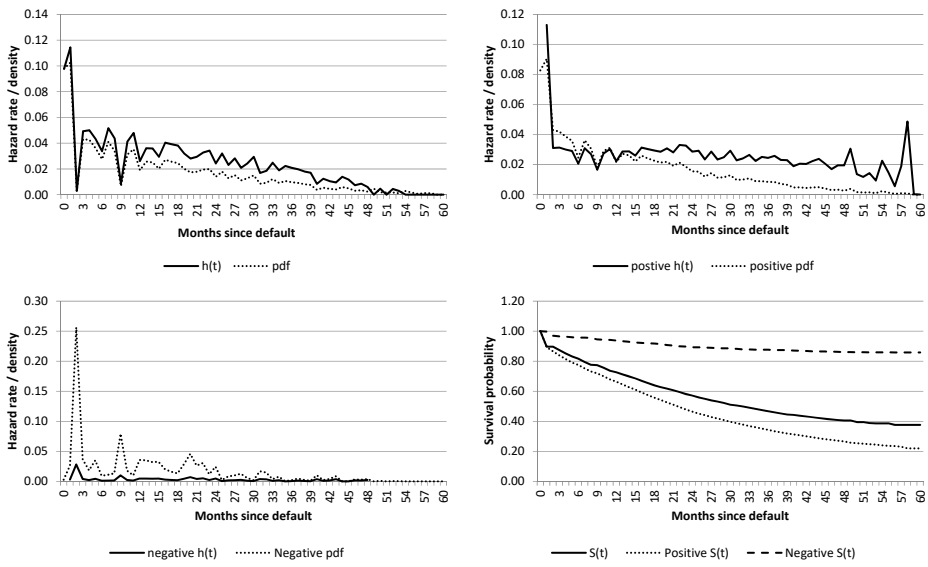 0.14
0.12
0.10
0.08
0.06
0.04
0.02
0.00
Hazard rate / density
0 3 6 9 12 15 18 21 24 27 30 33 36 39 42 45 48 51 54 57 60
Months since default
h(t) pdf
0.12
0.10
0.08
0.06
0.04
0.02
0.00
Hazard rate / density
0 3 6 9 12 15 18 21 24 27 30 33 36 39 42 45 48 51 54 57 60
Months since default
postive h(t) positive pdf
0.30
0.25
0.20
0.15
0.10
0.05
0.00
Hazard rate / density
0 3 6 9 12 15 18 21 24 27 30 33 36 39 42 45 48 51 54 57 60
Months since default
negative h(t) Negative pdf
1.20
1.00
0.80
0.60
0.40
0.20
0.00
Survival probability
0 3 6 9 12 15 18 21 24 27 30 33 36 39 42 45 48 51 54 57 60
Months since default
S(t) Positive S(t) Negative S(t)